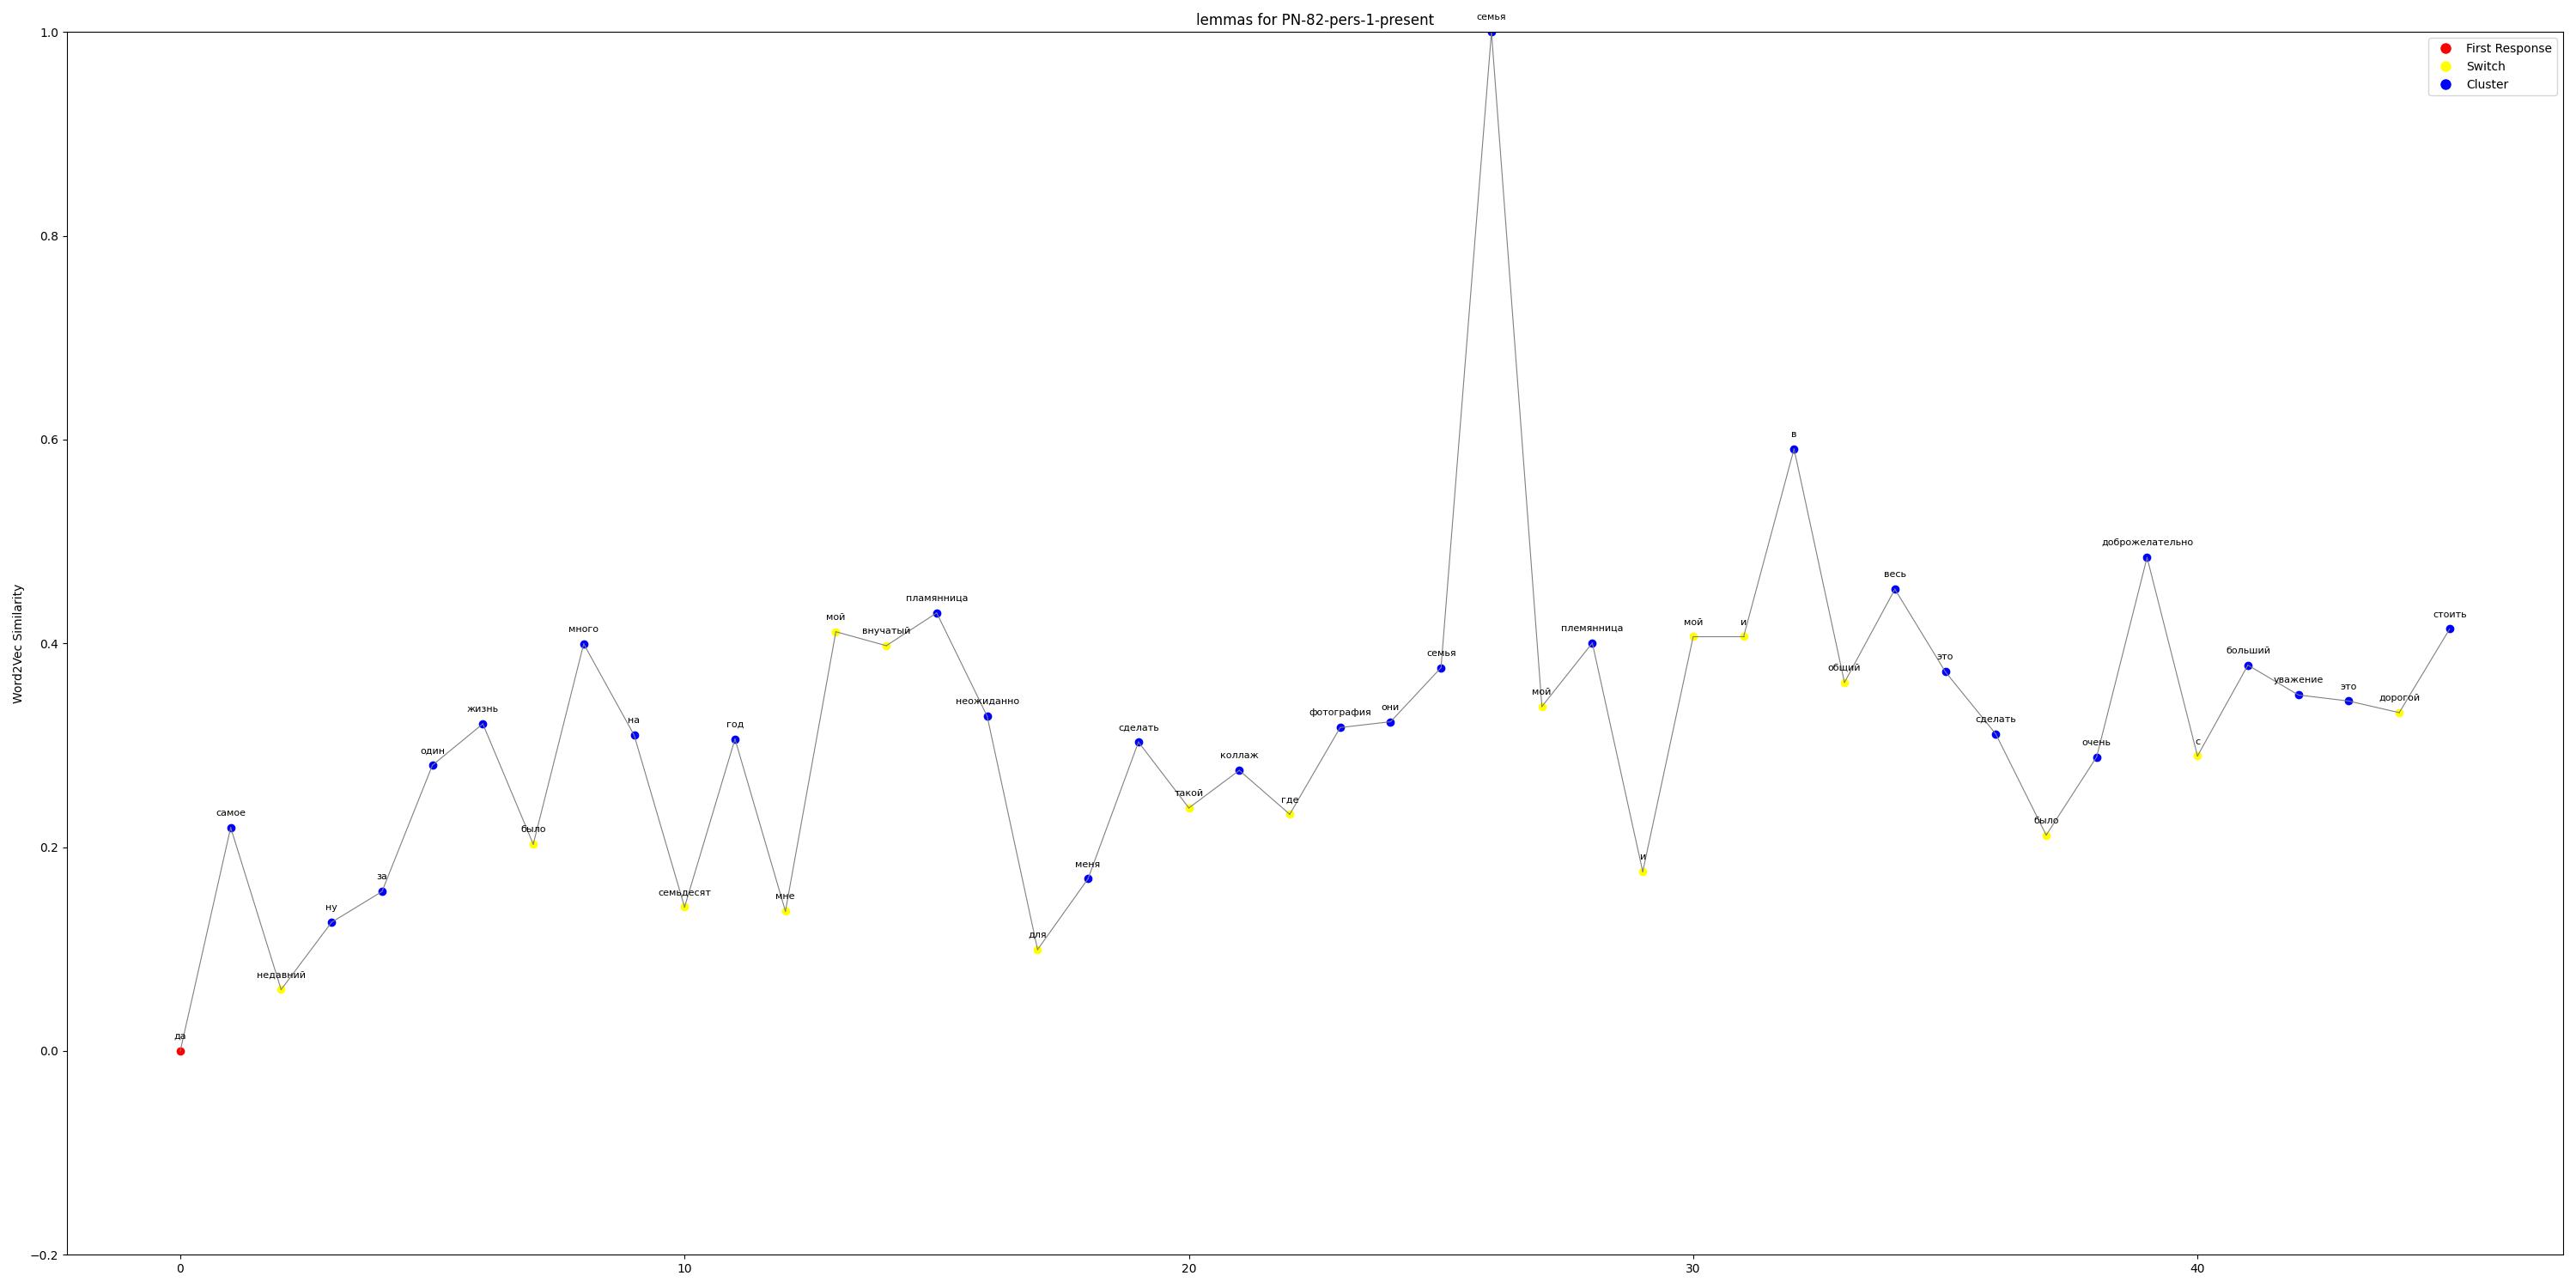 lemmas for PN-82-pers-1-present
семья
First Response
Switch
Cluster
Word2Vec Similarity
1.0
0.8
0.6
0.4
0.2
0.0
−0.2
да
самое
недавний
ну
за
один
жизнь
было
много
на
семьдесят
год
мне
мой
внучатый
пламянница
неожиданно
для
меня
сделать
такой
коллаж
где
фотография
они
семья
мой
племянница
и
мой
и
в
общий
весь
это
сделать
было
очень
доброжелательно
с
больший
уважение
это
дорогой
стоить
0
10
20
30
40